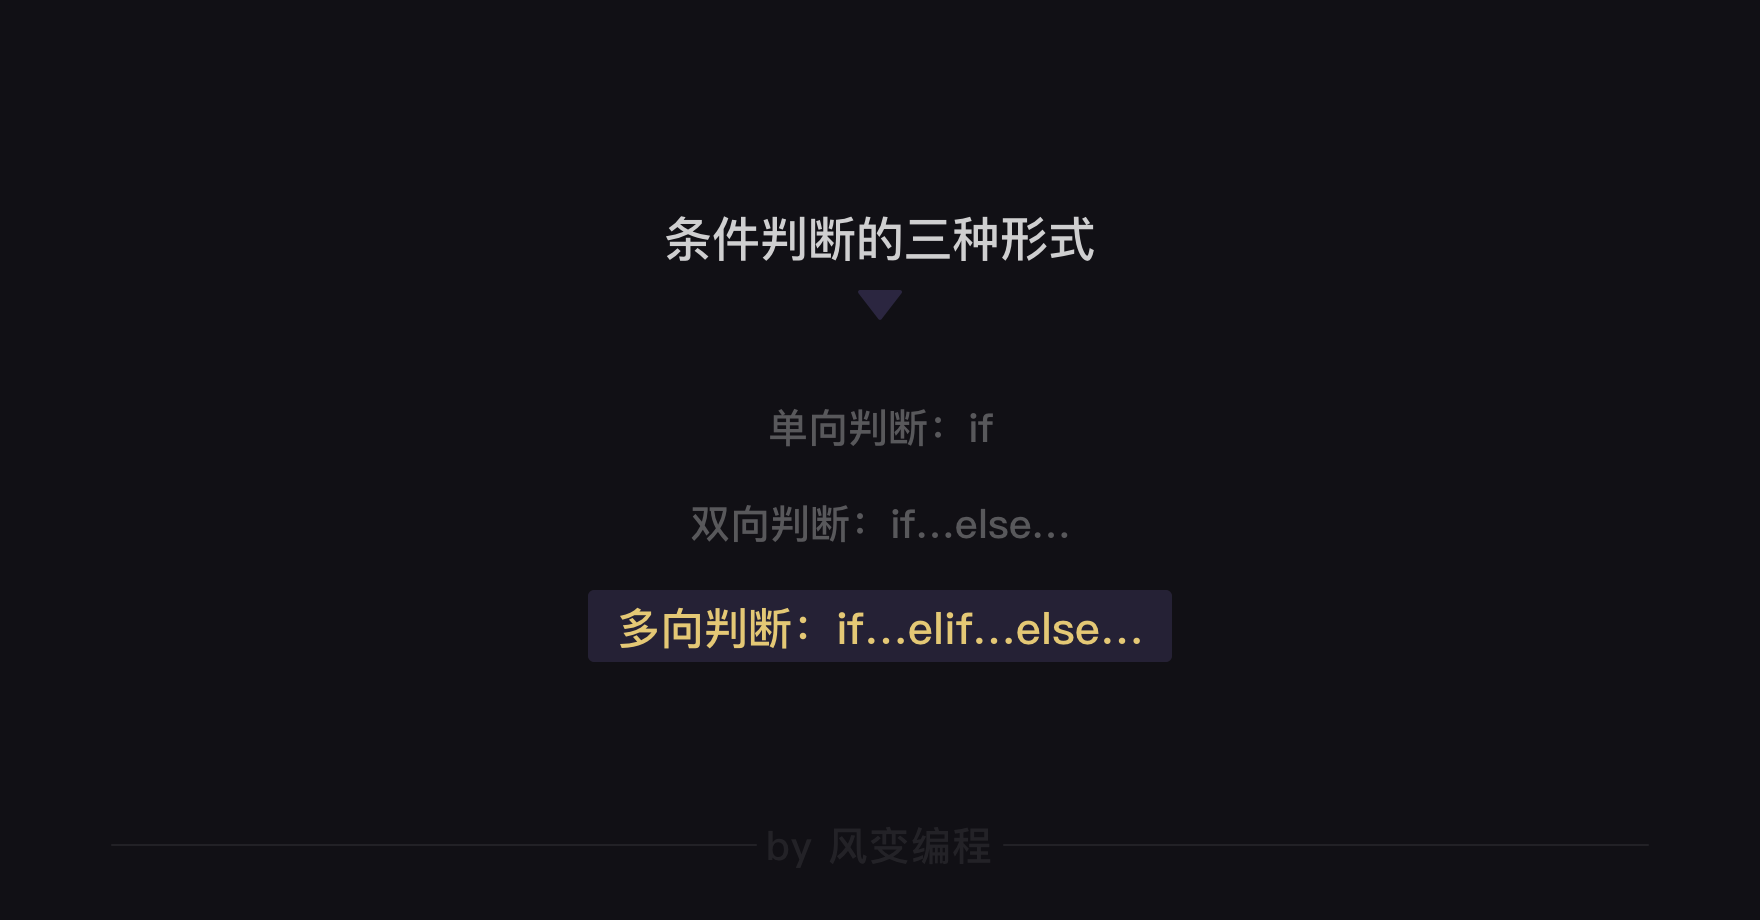 条件判断的三种形式
单向判断：if
双向判断：if…else…
多向判断：if…elif…else…
by 风变编程